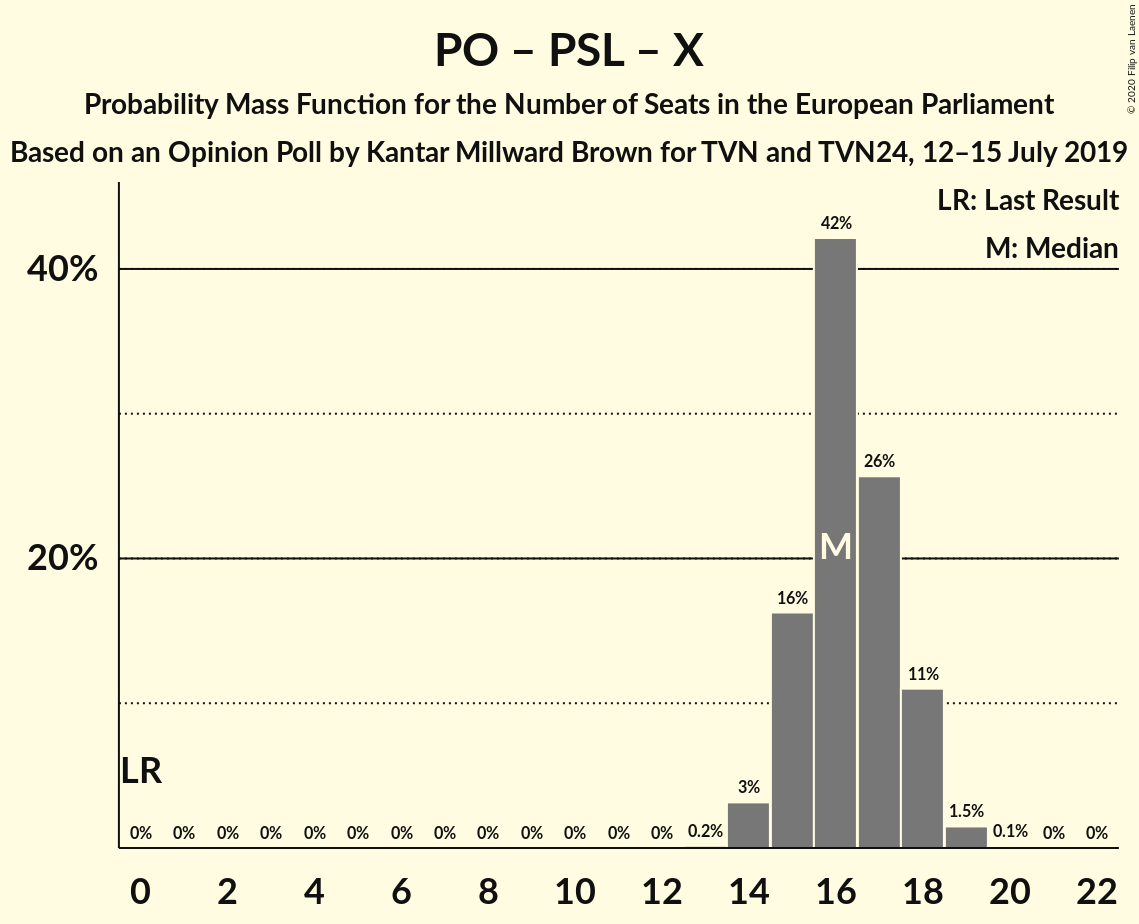 PO – PSL – X
Probability Mass Function for the Number of Seats in the European Parliament
Based on an Opinion Poll by Kantar Millward Brown for TVN and TVN24, 12–15 July 2019
© 2020 Filip van Laenen
LR: Last Result
M: Median
40%
20%
42%
26%
16%
11%
3%
1.5%
M
LR
0% 0% 0% 0% 0% 0% 0% 0% 0% 0% 0% 0% 0% 0.2% 0.1% 0% 0%
0 2 4 6 8 10 12 14 16 18 20 22